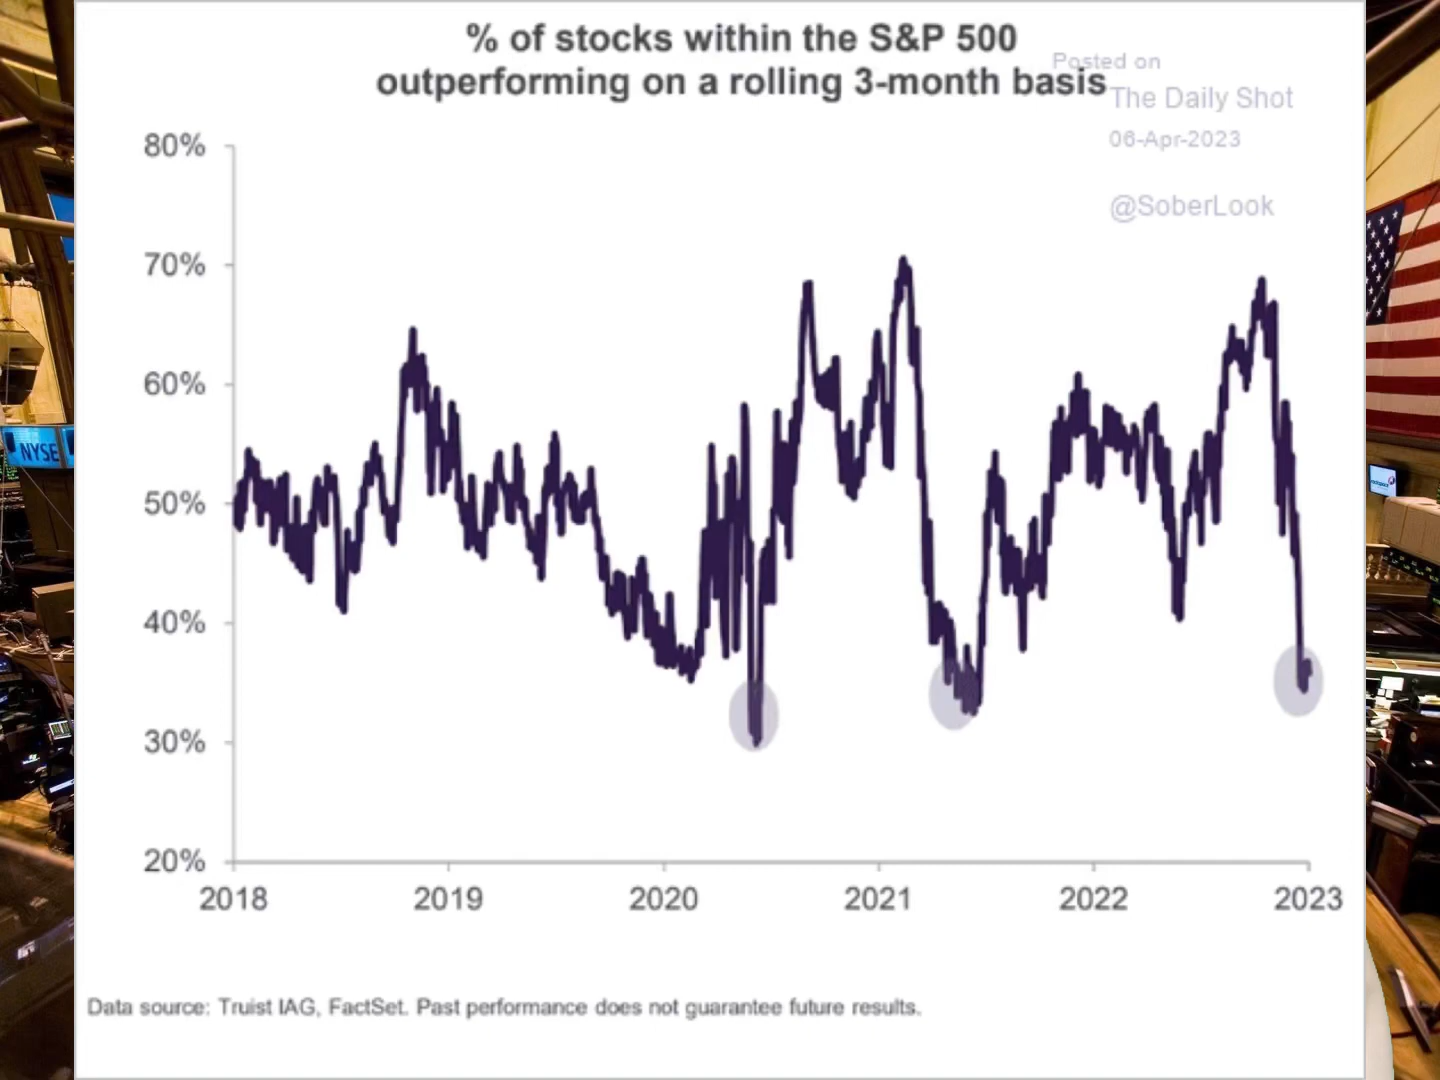 % of stocks within the S&P 500
outperforming on a rolling 3-month basis
Posted on
The Daily Shot
06-Apr-2023
@SoberLook
80%
70%
60%
50%
40%
30%
20%
2018 2019 2020 2021 2022 2023
Data source: Truist IAG, FactSet. Past performance does not guarantee future results.
NYSE